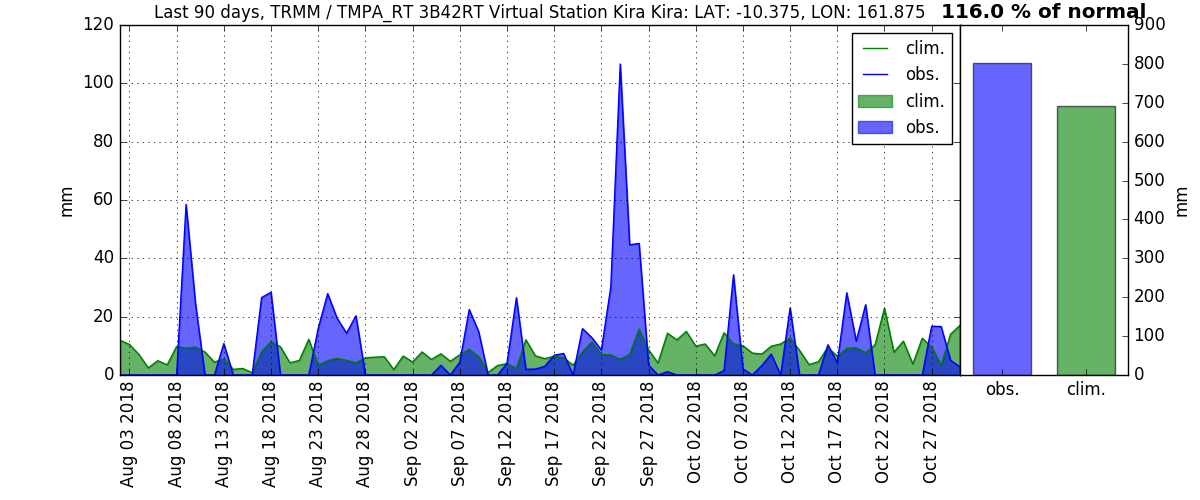 Last 90 days, TRMM / TMPA_RT 3B42RT Virtual Station Kira Kira: LAT: -10.375, LON: 161.875
116.0 % of normal
120
100
80
60
40
20
0
mm
clim.
obs.
clim.
obs.
Aug 03 2018
Aug 08 2018
Aug 13 2018
Aug 18 2018
Aug 23 2018
Aug 28 2018
Sep 02 2018
Sep 07 2018
Sep 12 2018
Sep 17 2018
Sep 22 2018
Sep 27 2018
Oct 02 2018
Oct 07 2018
Oct 12 2018
Oct 17 2018
Oct 22 2018
Oct 27 2018
900
800
700
600
500
400
300
200
100
0
mm
obs.
clim.